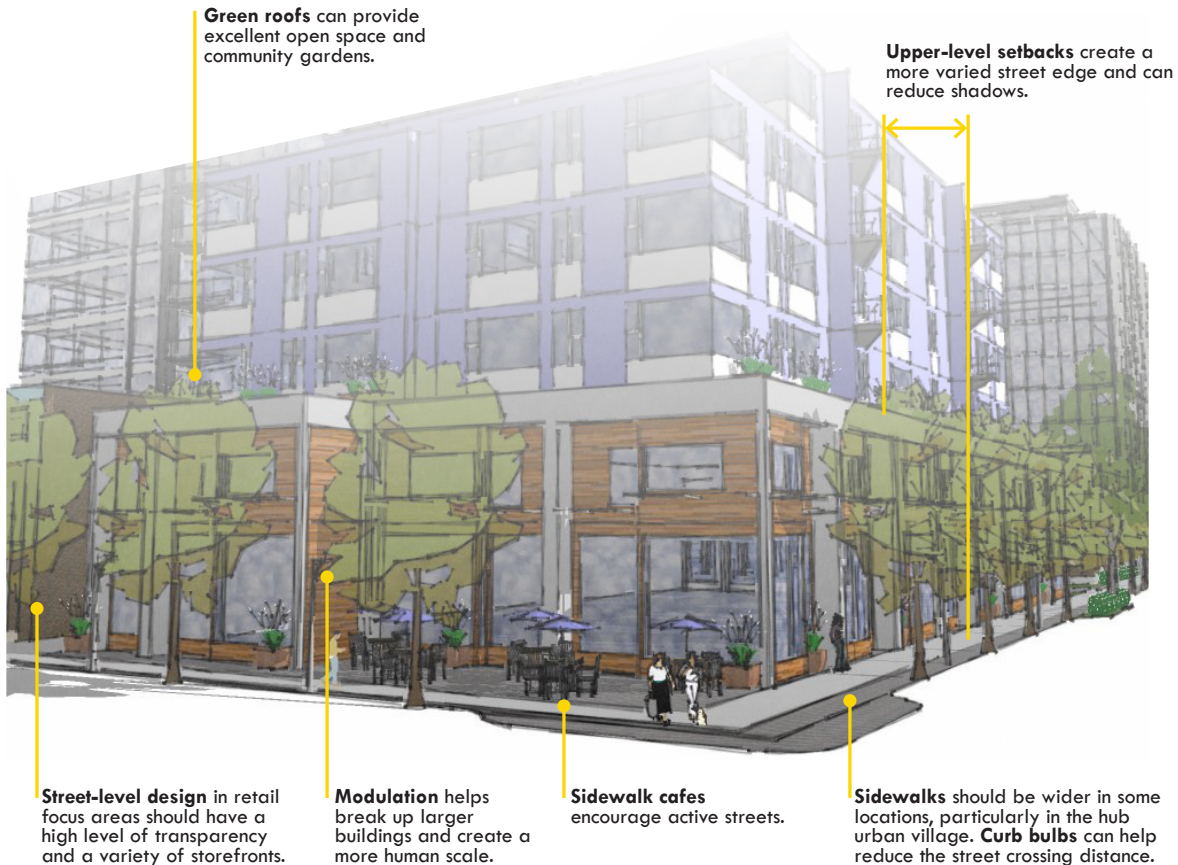 Green roofs can provide
excellent open space and
community gardens.
Upper-level setbacks create a
more varied street edge and can
reduce shadows.
Street-level design in retail
focus areas should have a
high level of transparency
and a variety of storefronts.
Modulation helps
break up larger
buildings and create a
more human scale.
Sidewalk cafes
encourage active streets.
Sidewalks should be wider in some
locations, particularly in the hub
urban village. Curb bulbs can help
reduce the street crossing distance.